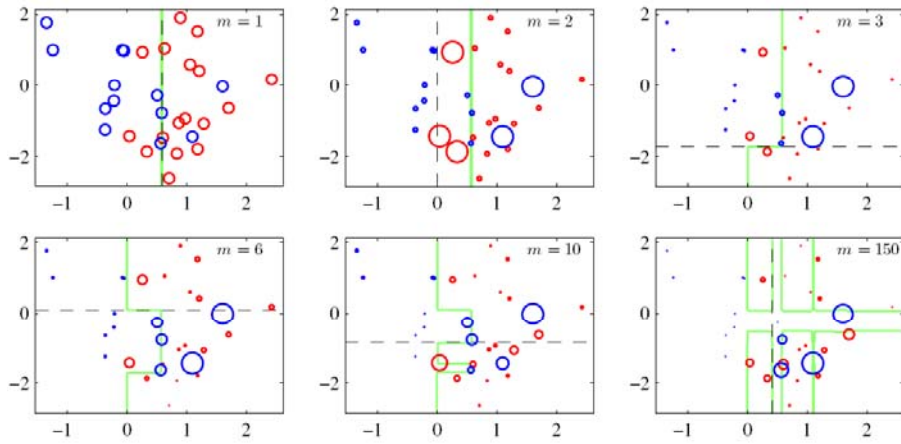 2 m = 1 2 m = 2 2 m = 3
0 0 0
−2 −2 −2
−1 0 1 2 −1 0 1 2 −1 0 1 2
2 m = 6 2 m = 10 2 m = 150
0 0 0
−2 −2 −2
−1 0 1 2 −1 0 1 2 −1 0 1 2